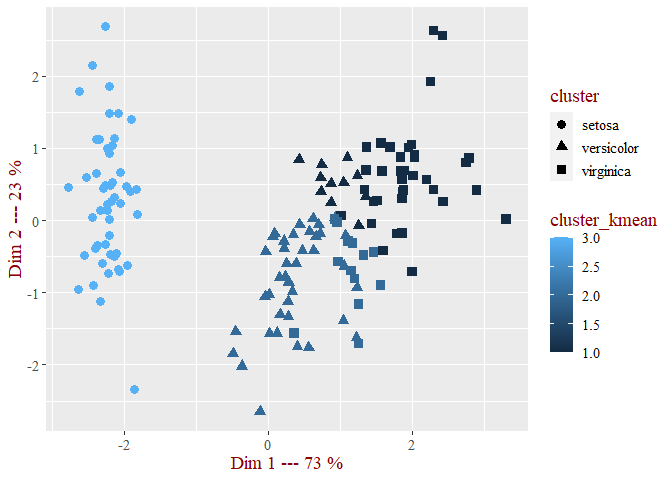 2
1
0
-1
-2
-2
0
2
Dim 2 --- 23 %
Dim 1 --- 73 %
cluster
setosa
versicolor
virginica
cluster_kmean
3.0
2.5
2.0
1.5
1.0